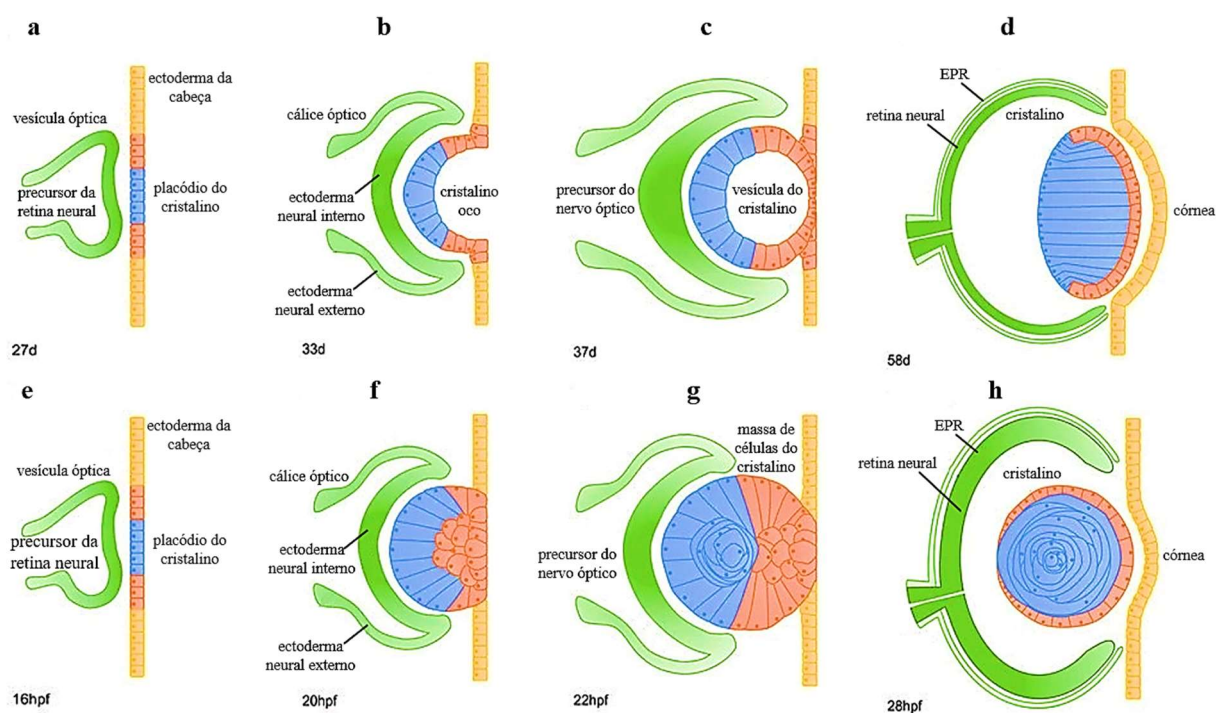 a
ectoderma da
cabeça
vesícula óptica
precursor da
retina neural
placódio do
cristalino
27d
b
cálice óptico
ectoderma
neural interno
cristalino
oco
ectoderma
neural externo
33d
c
precursor do
nervo óptico
vesícula do
cristalino
37d
d
EPR
retina neural
cristalino
córnea
58d
e
ectoderma da
cabeça
vesícula óptica
precursor da
retina neural
placódio do
cristalino
16hpf
f
cálice óptico
ectoderma
neural interno
ectoderma
neural externo
20hpf
g
massa de
células do
cristalino
precursor do
nervo óptico
22hpf
h
EPR
retina neural
cristalino
córnea
28hpf